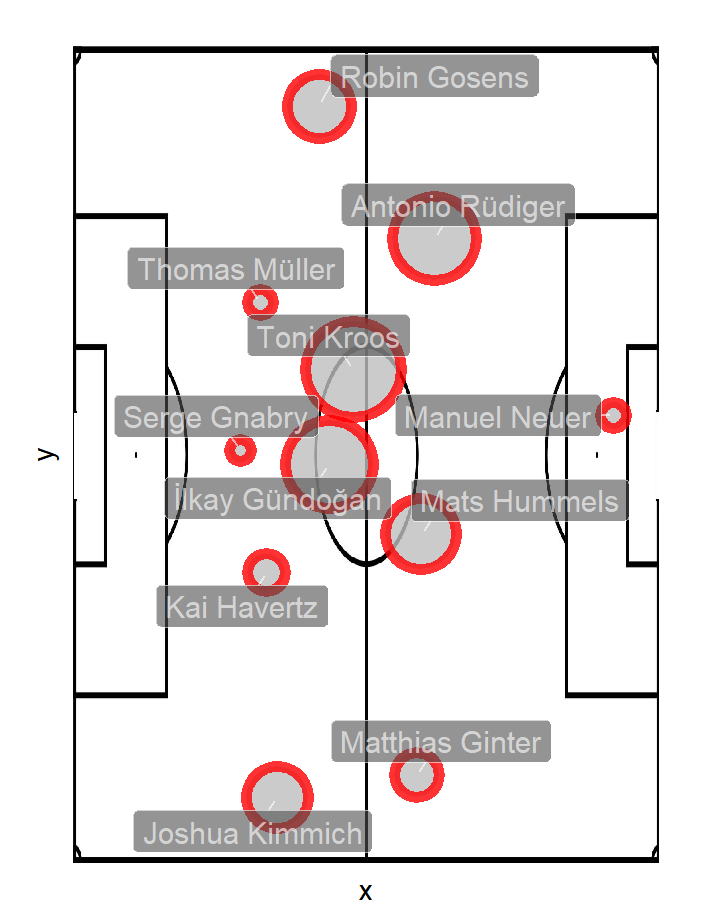 Robin Gosens
Antonio Rüdiger
Thomas Müller
Toni Kroos
Serge Gnabry
Manuel Neuer
y
İlkay Gündoğan
Mats Hummels
Kai Havertz
Matthias Ginter
Joshua Kimmich
x